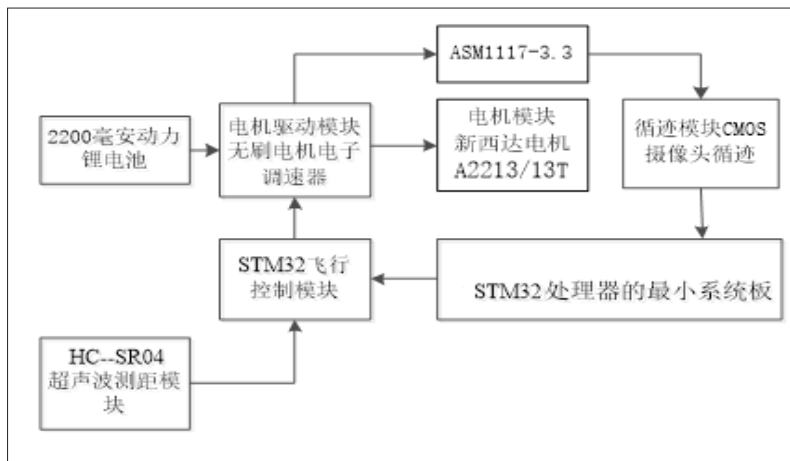 ASM1117-3.3
2200毫安动力
锂电池
电机驱动模块
无刷电机电子
调速器
电机模块
新西达电机
A2213/13T
循迹模块CMOS
摄像头循迹
STM32飞行
控制模块
STM32处理器的最小系统板
HC--SR04
超声波测距模
块